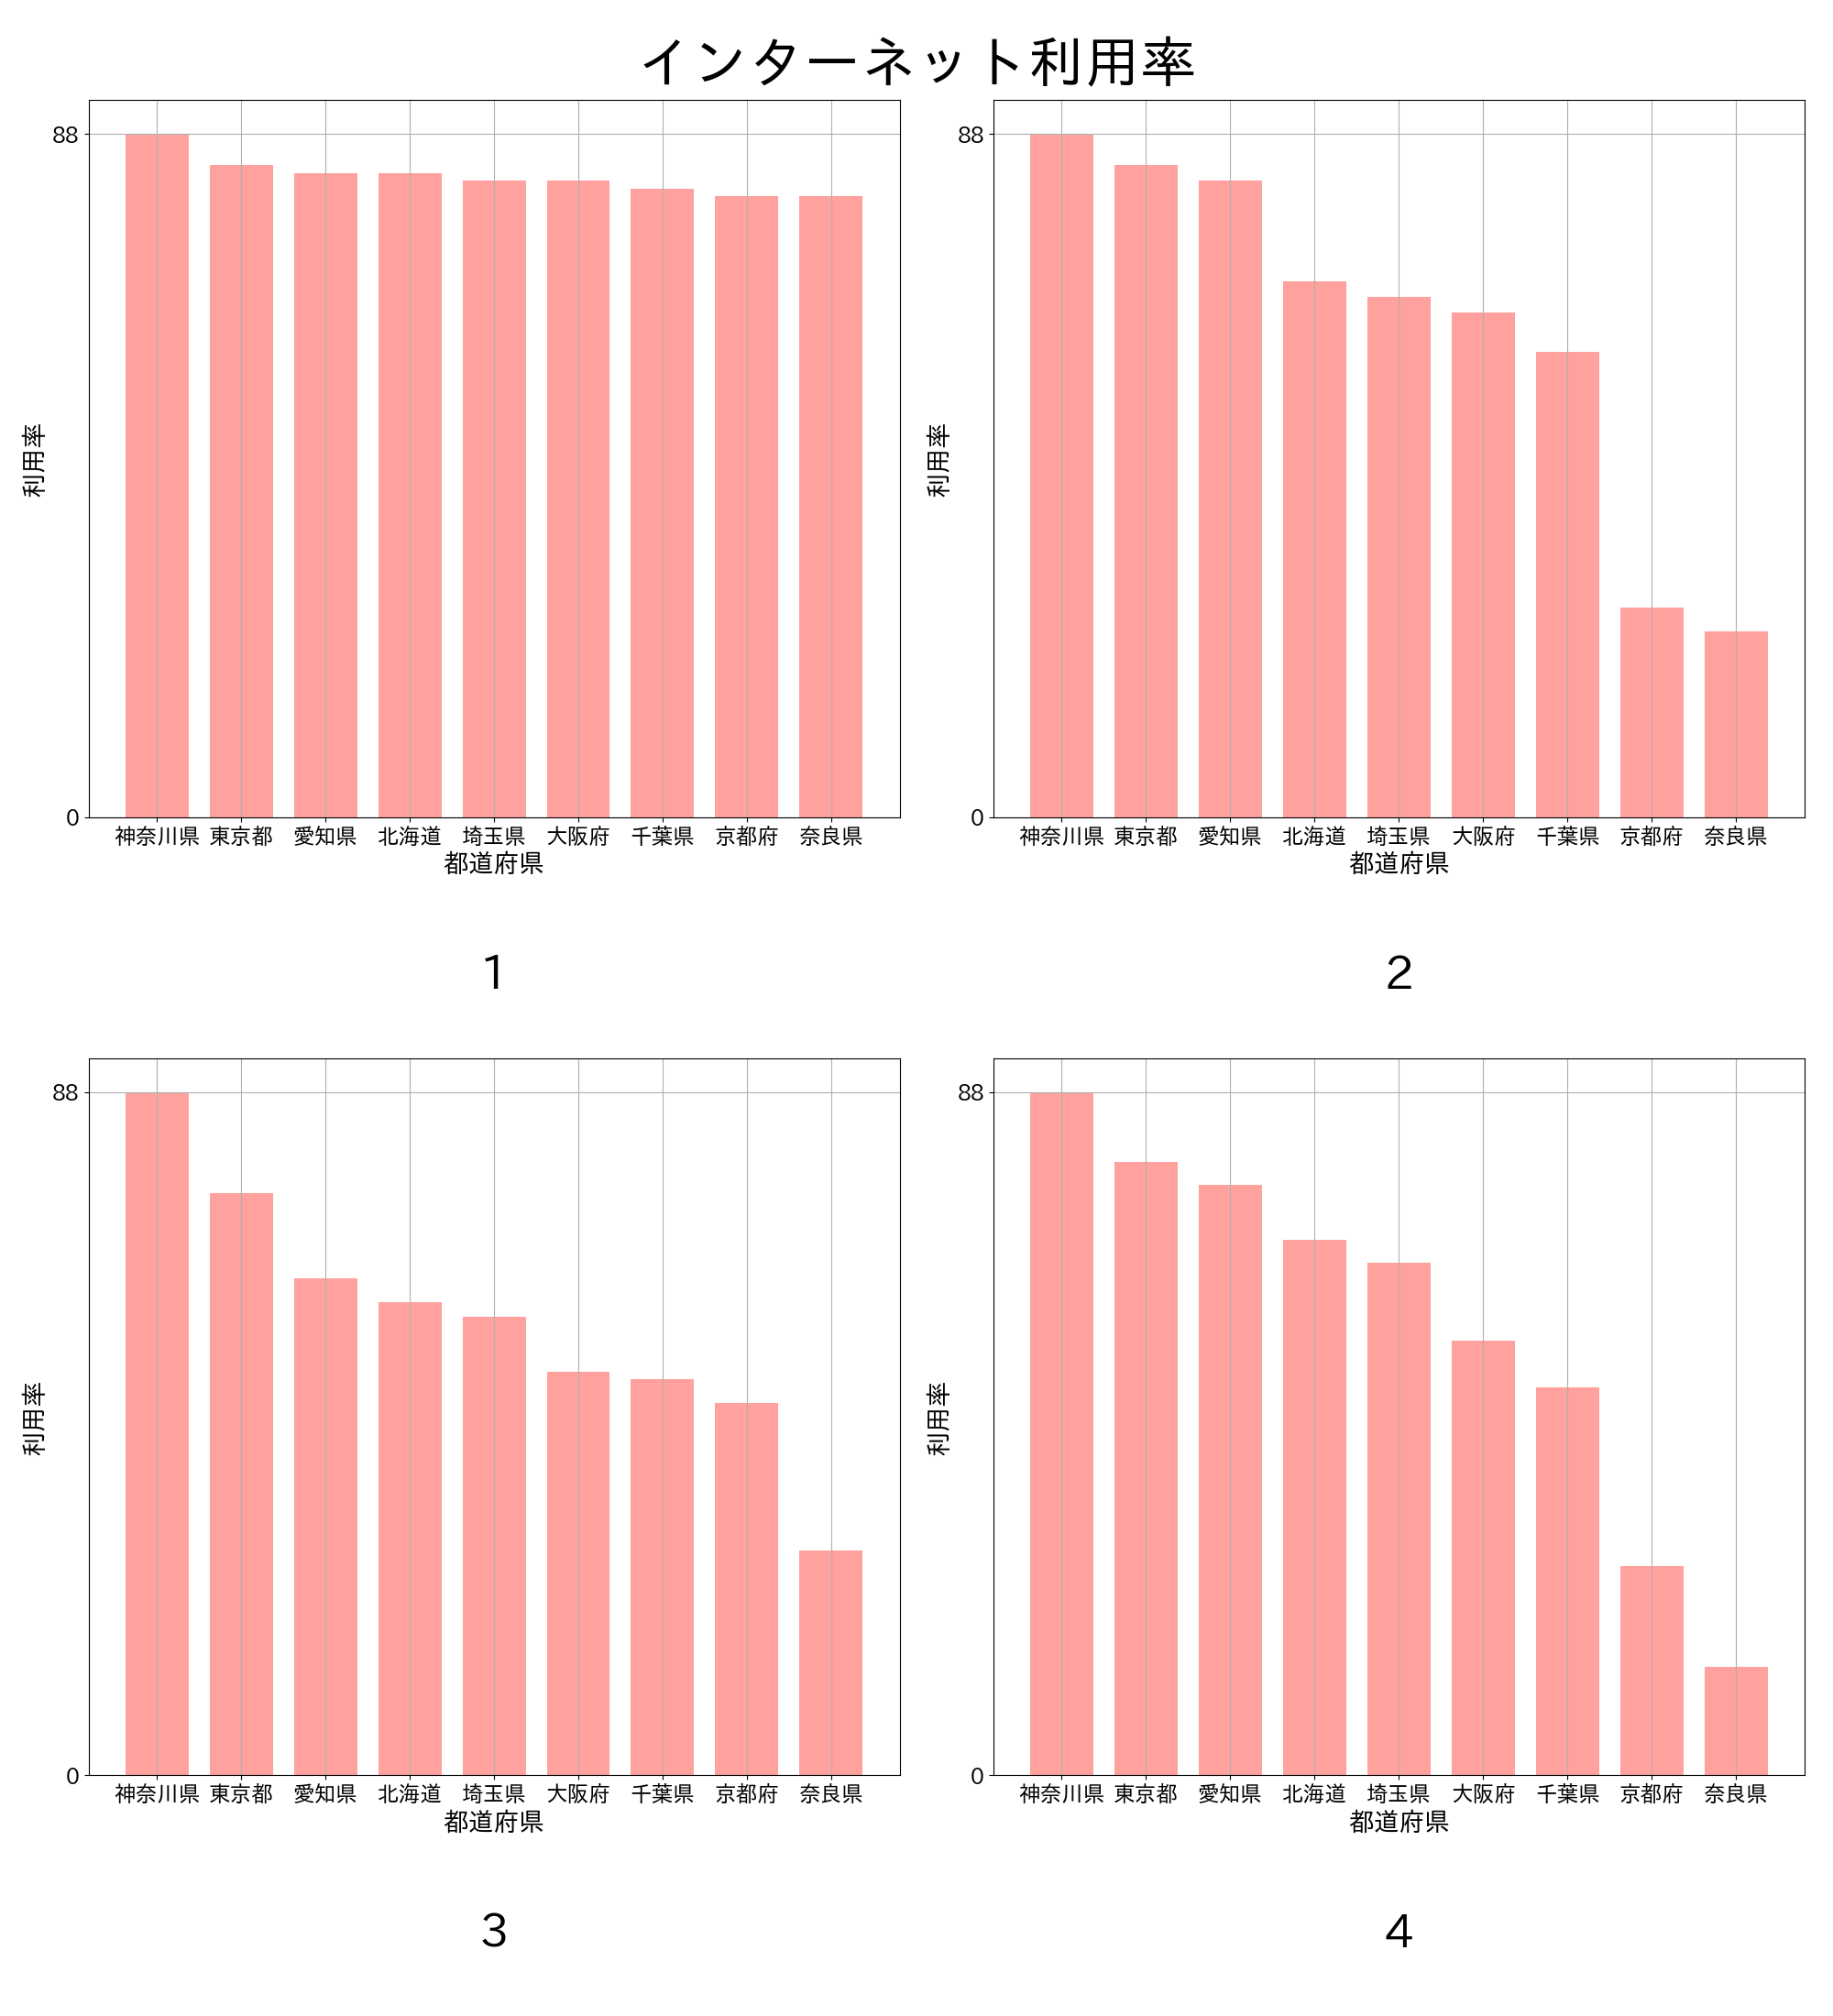 インターネット利用率
88
0
利用率
神奈川県 東京都 愛知県 北海道 埼玉県 大阪府 千葉県 京都府 奈良県
都道府県
1
88
0
利用率
神奈川県 東京都 愛知県 北海道 埼玉県 大阪府 千葉県 京都府 奈良県
都道府県
2
88
0
利用率
神奈川県 東京都 愛知県 北海道 埼玉県 大阪府 千葉県 京都府 奈良県
都道府県
3
88
0
利用率
神奈川県 東京都 愛知県 北海道 埼玉県 大阪府 千葉県 京都府 奈良県
都道府県
4